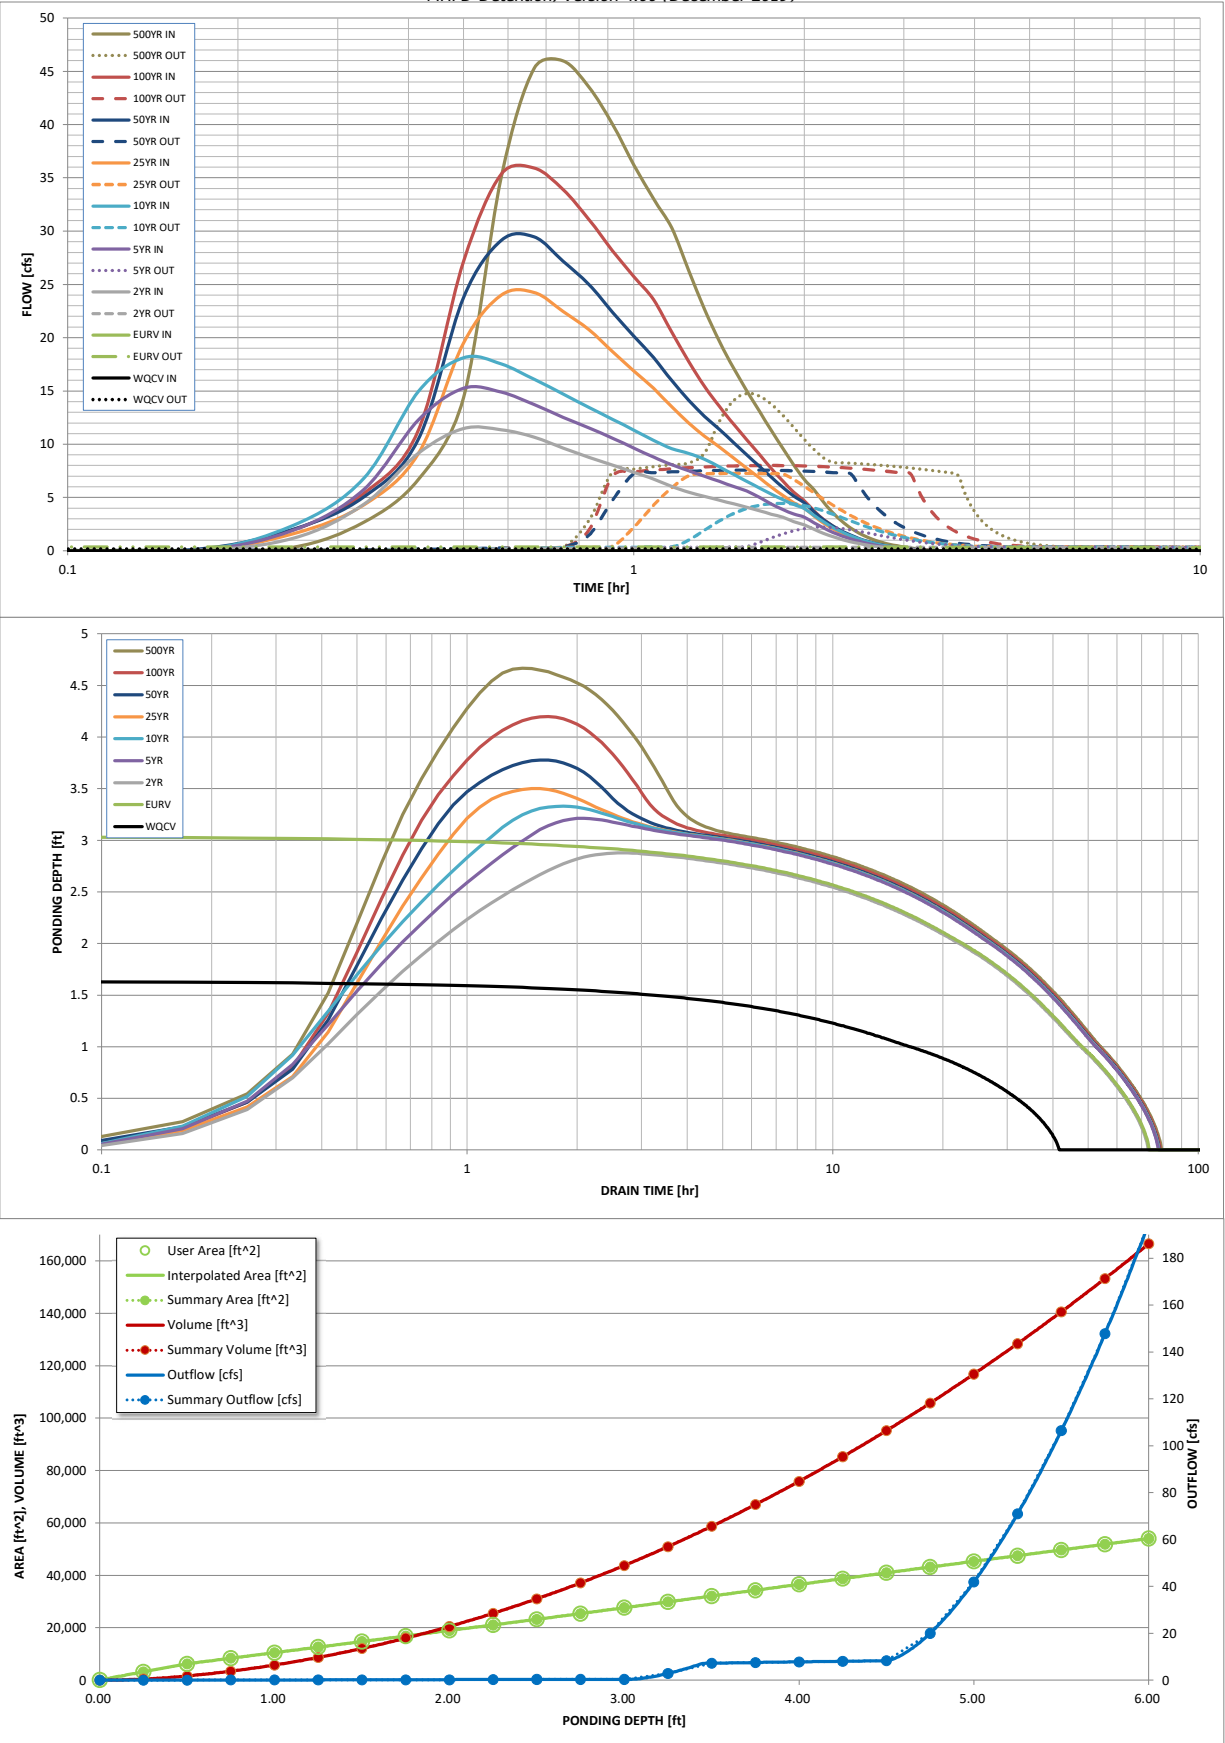 MHFD-Detention, Version 4.00 (December 2019)
50
45
40
35
30
25
20
15
10
5
0
FLOW [cfs]
500YR IN
500YR OUT
100YR IN
100YR OUT
50YR IN
50YR OUT
25YR IN
25YR OUT
10YR IN
10YR OUT
5YR IN
5YR OUT
2YR IN
2YR OUT
EURV IN
EURV OUT
WQCV IN
WQCV OUT
0.1 1 10
TIME [hr]
5
4.5
4
3.5
3
2.5
2
1.5
1
0.5
0
PONDING DEPTH [ft]
500YR
100YR
50YR
25YR
10YR
5YR
2YR
EURV
WQCV
0.1 1 10 100
DRAIN TIME [hr]
160,000
140,000
120,000
100,000
80,000
60,000
40,000
20,000
0
AREA [ft^2], VOLUME [ft^3]
User Area [ft^2]
Interpolated Area [ft^2]
Summary Area [ft^2]
Volume [ft^3]
Summary Volume [ft^3]
Outflow [cfs]
Summary Outflow [cfs]
180
160
140
120
100
80
60
40
20
0
OUTFLOW [cfs]
0.00 1.00 2.00 3.00 4.00 5.00 6.00
PONDING DEPTH [ft]